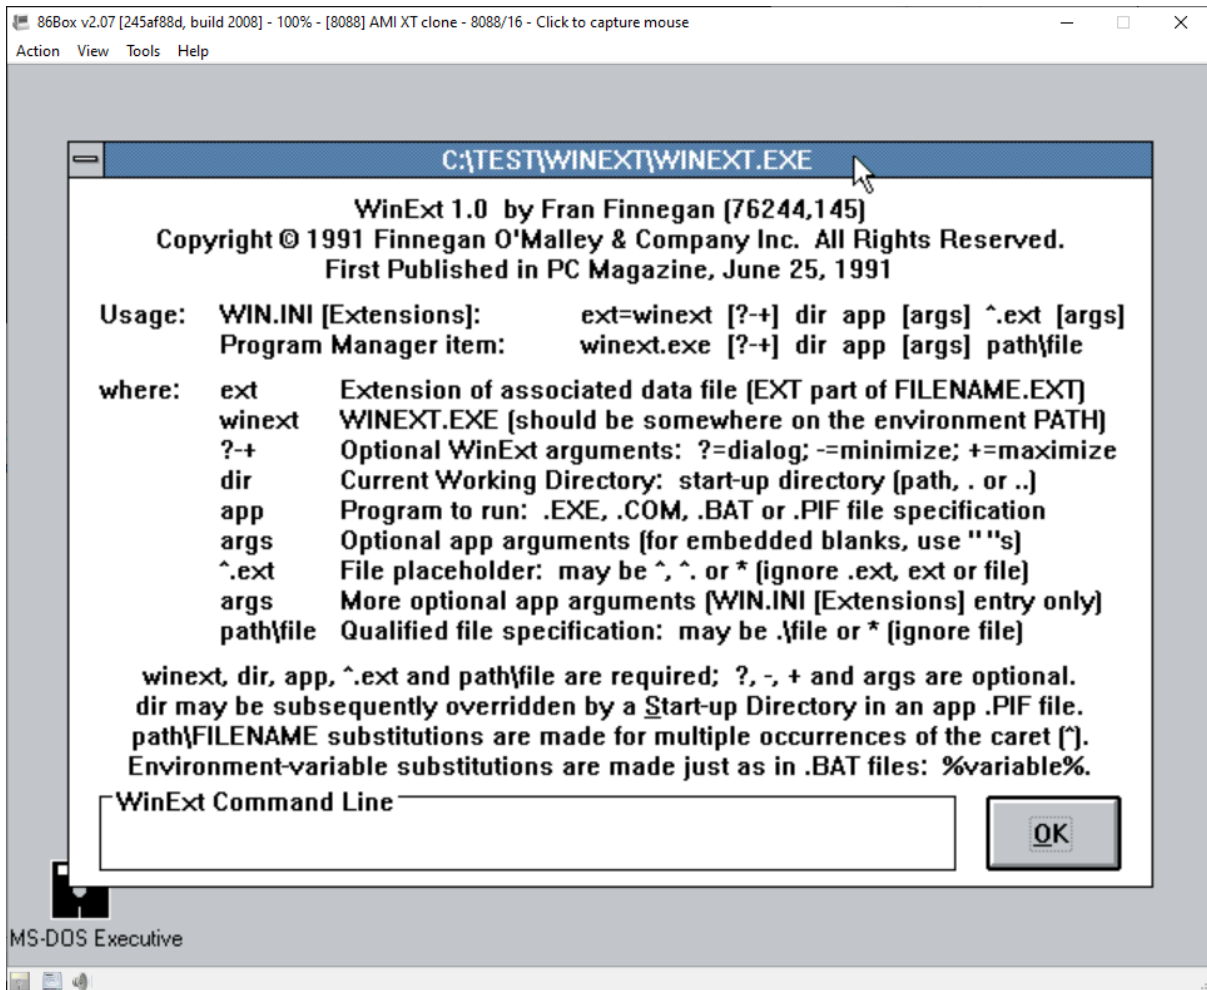 86Box v2.07 [245af88d, build 2008] - 100% - [8088] AMI XT clone - 8088/16 - Click to capture mouse
Action View Tools Help
C:\TEST\WINEXT\WINEXT.EXE
WinExt 1.0 by Fran Finnegan (76244,145)
Copyright © 1991 Finnegan O'Malley & Company Inc. All Rights Reserved.
First Published in PC Magazine, June 25, 1991
Usage: WIN.INI [Extensions]: ext=winext [?-+] dir app [args] ^.ext [args]
Program Manager item: winext.exe [?-+] dir app [args] path\file
where: ext Extension of associated data file (EXT part of FILENAME.EXT)
winext WINEXT.EXE (should be somewhere on the environment PATH)
?-+ Optional WinExt arguments: ?=dialog; -=minimize; +=maximize
dir Current Working Directory: start-up directory (path, . or ..)
app Program to run: .EXE, .COM, .BAT or .PIF file specification
args Optional app arguments (for embedded blanks, use " "s)
^.ext File placeholder: may be ^, ^. or * (ignore .ext, ext or file)
args More optional app arguments (WIN.INI [Extensions] entry only)
path\file Qualified file specification: may be .\file or * (ignore file)
winext, dir, app, ^.ext and path\file are required; ?, -, + and args are optional.
dir may be subsequently overridden by a Start-up Directory in an app .PIF file.
path\FILENAME substitutions are made for multiple occurrences of the caret (^).
Environment-variable substitutions are made just as in .BAT files: %variable%.
WinExt Command Line
OK
MS-DOS Executive